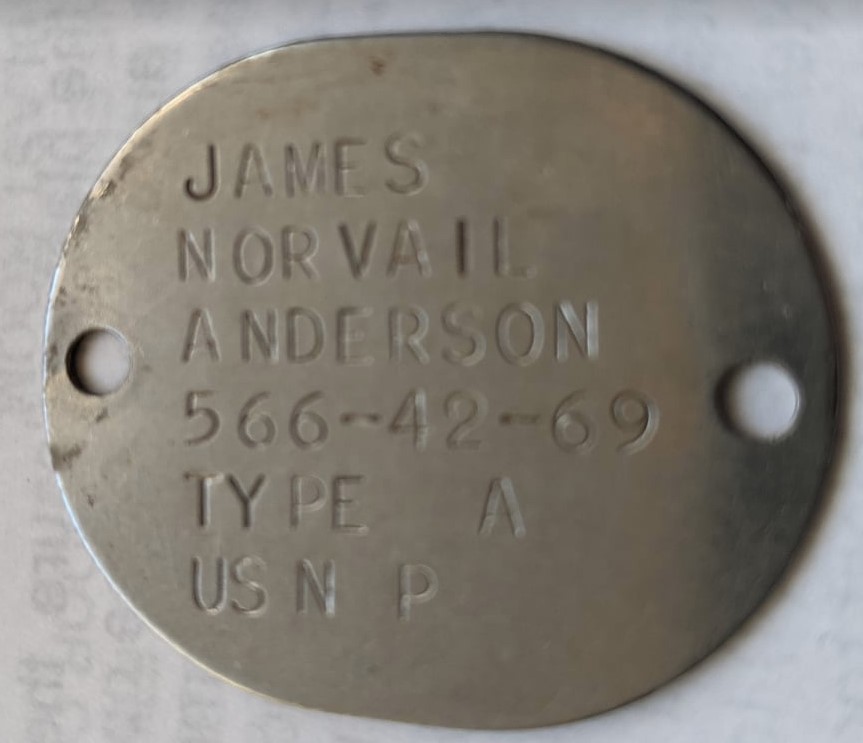 JAMES
NORVAIL
ANDERSON
566-42-69
TYPE A
USN P